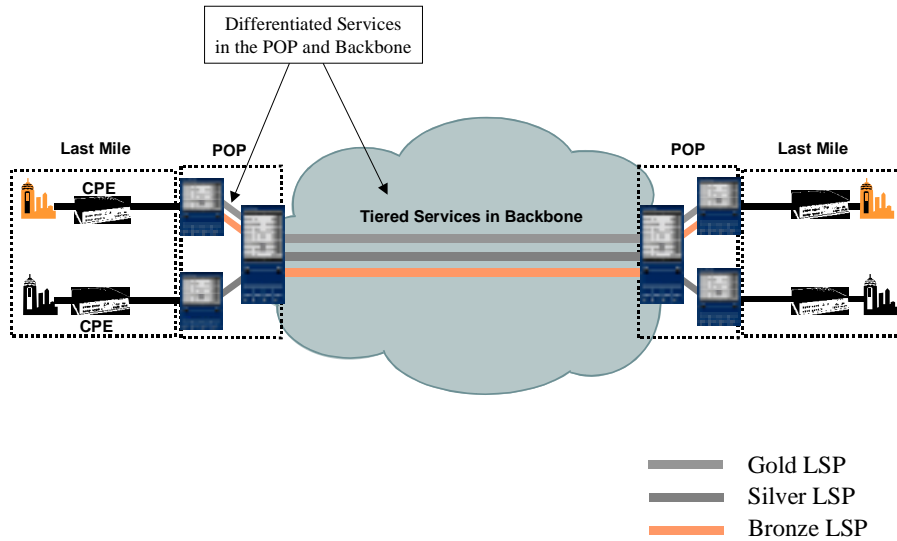 Differentiated Services
in the POP and Backbone
Last Mile
POP
POP
Last Mile
CPE
Tiered Services in Backbone
CPE
Gold LSP
Silver LSP
Bronze LSP